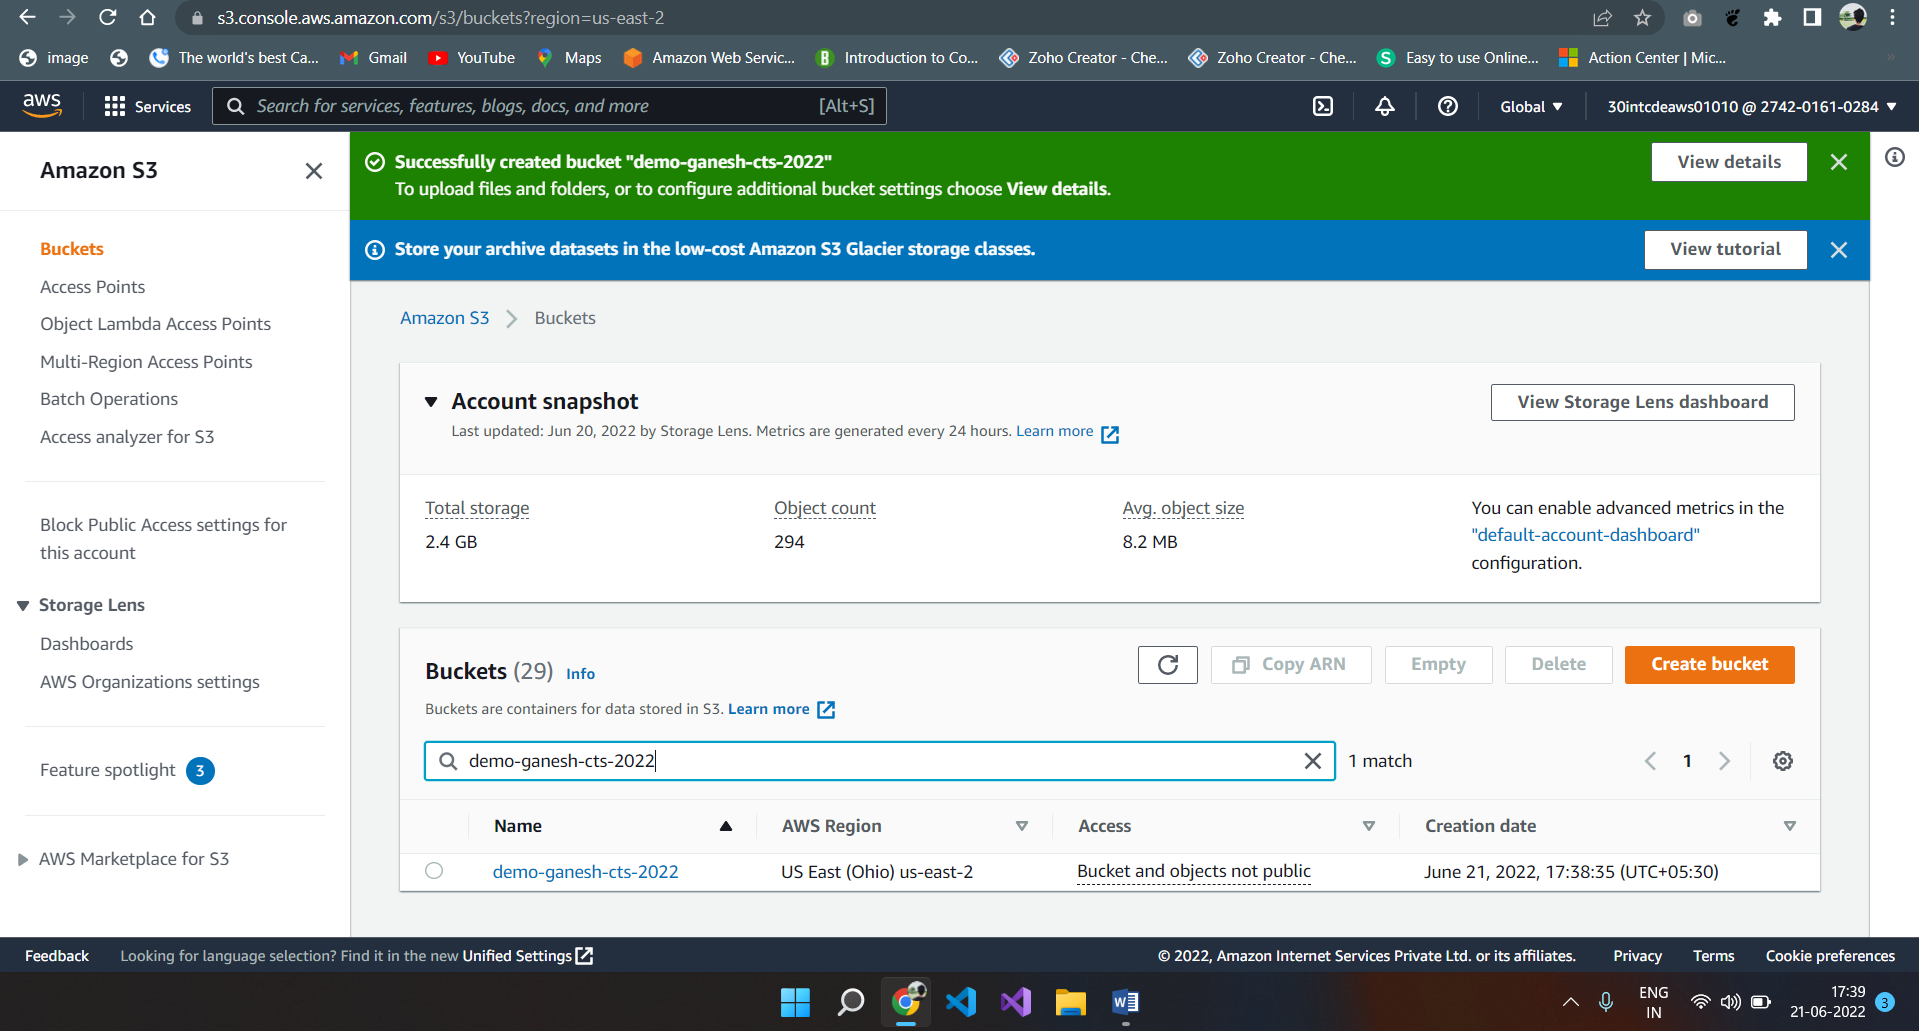 s3.console.aws.amazon.com/s3/buckets?region=us-east-2
image
The world's best Ca...
Gmail
YouTube
Maps
Amazon Web Servic...
Introduction to Co...
Zoho Creator - Che...
Zoho Creator - Che...
Easy to use Online...
Action Center | Mic...
aws
Services
Search for services, features, blogs, docs, and more
[Alt+S]
Global
30intcdeaws01010 @ 2742-0161-0284
Amazon S3
Buckets
Access Points
Object Lambda Access Points
Multi-Region Access Points
Batch Operations
Access analyzer for S3
Block Public Access settings for
this account
Storage Lens
Dashboards
AWS Organizations settings
Feature spotlight 3
AWS Marketplace for S3
Successfully created bucket "demo-ganesh-cts-2022"
To upload files and folders, or to configure additional bucket settings choose View details.
View details
Store your archive datasets in the low-cost Amazon S3 Glacier storage classes.
View tutorial
Amazon S3
Buckets
Account snapshot
Last updated: Jun 20, 2022 by Storage Lens. Metrics are generated every 24 hours. Learn more
View Storage Lens dashboard
Total storage
2.4 GB
Object count
294
Avg. object size
8.2 MB
You can enable advanced metrics in the
"default-account-dashboard"
configuration.
Buckets (29) Info
Buckets are containers for data stored in S3. Learn more
Copy ARN
Empty
Delete
Create bucket
demo-ganesh-cts-2022
1 match
1
Name
AWS Region
Access
Creation date
demo-ganesh-cts-2022
US East (Ohio) us-east-2
Bucket and objects not public
June 21, 2022, 17:38:35 (UTC+05:30)
Feedback
Looking for language selection? Find it in the new Unified Settings
© 2022, Amazon Internet Services Private Ltd. or its affiliates.
Privacy
Terms
Cookie preferences
ENG
IN
17:39
21-06-2022
3